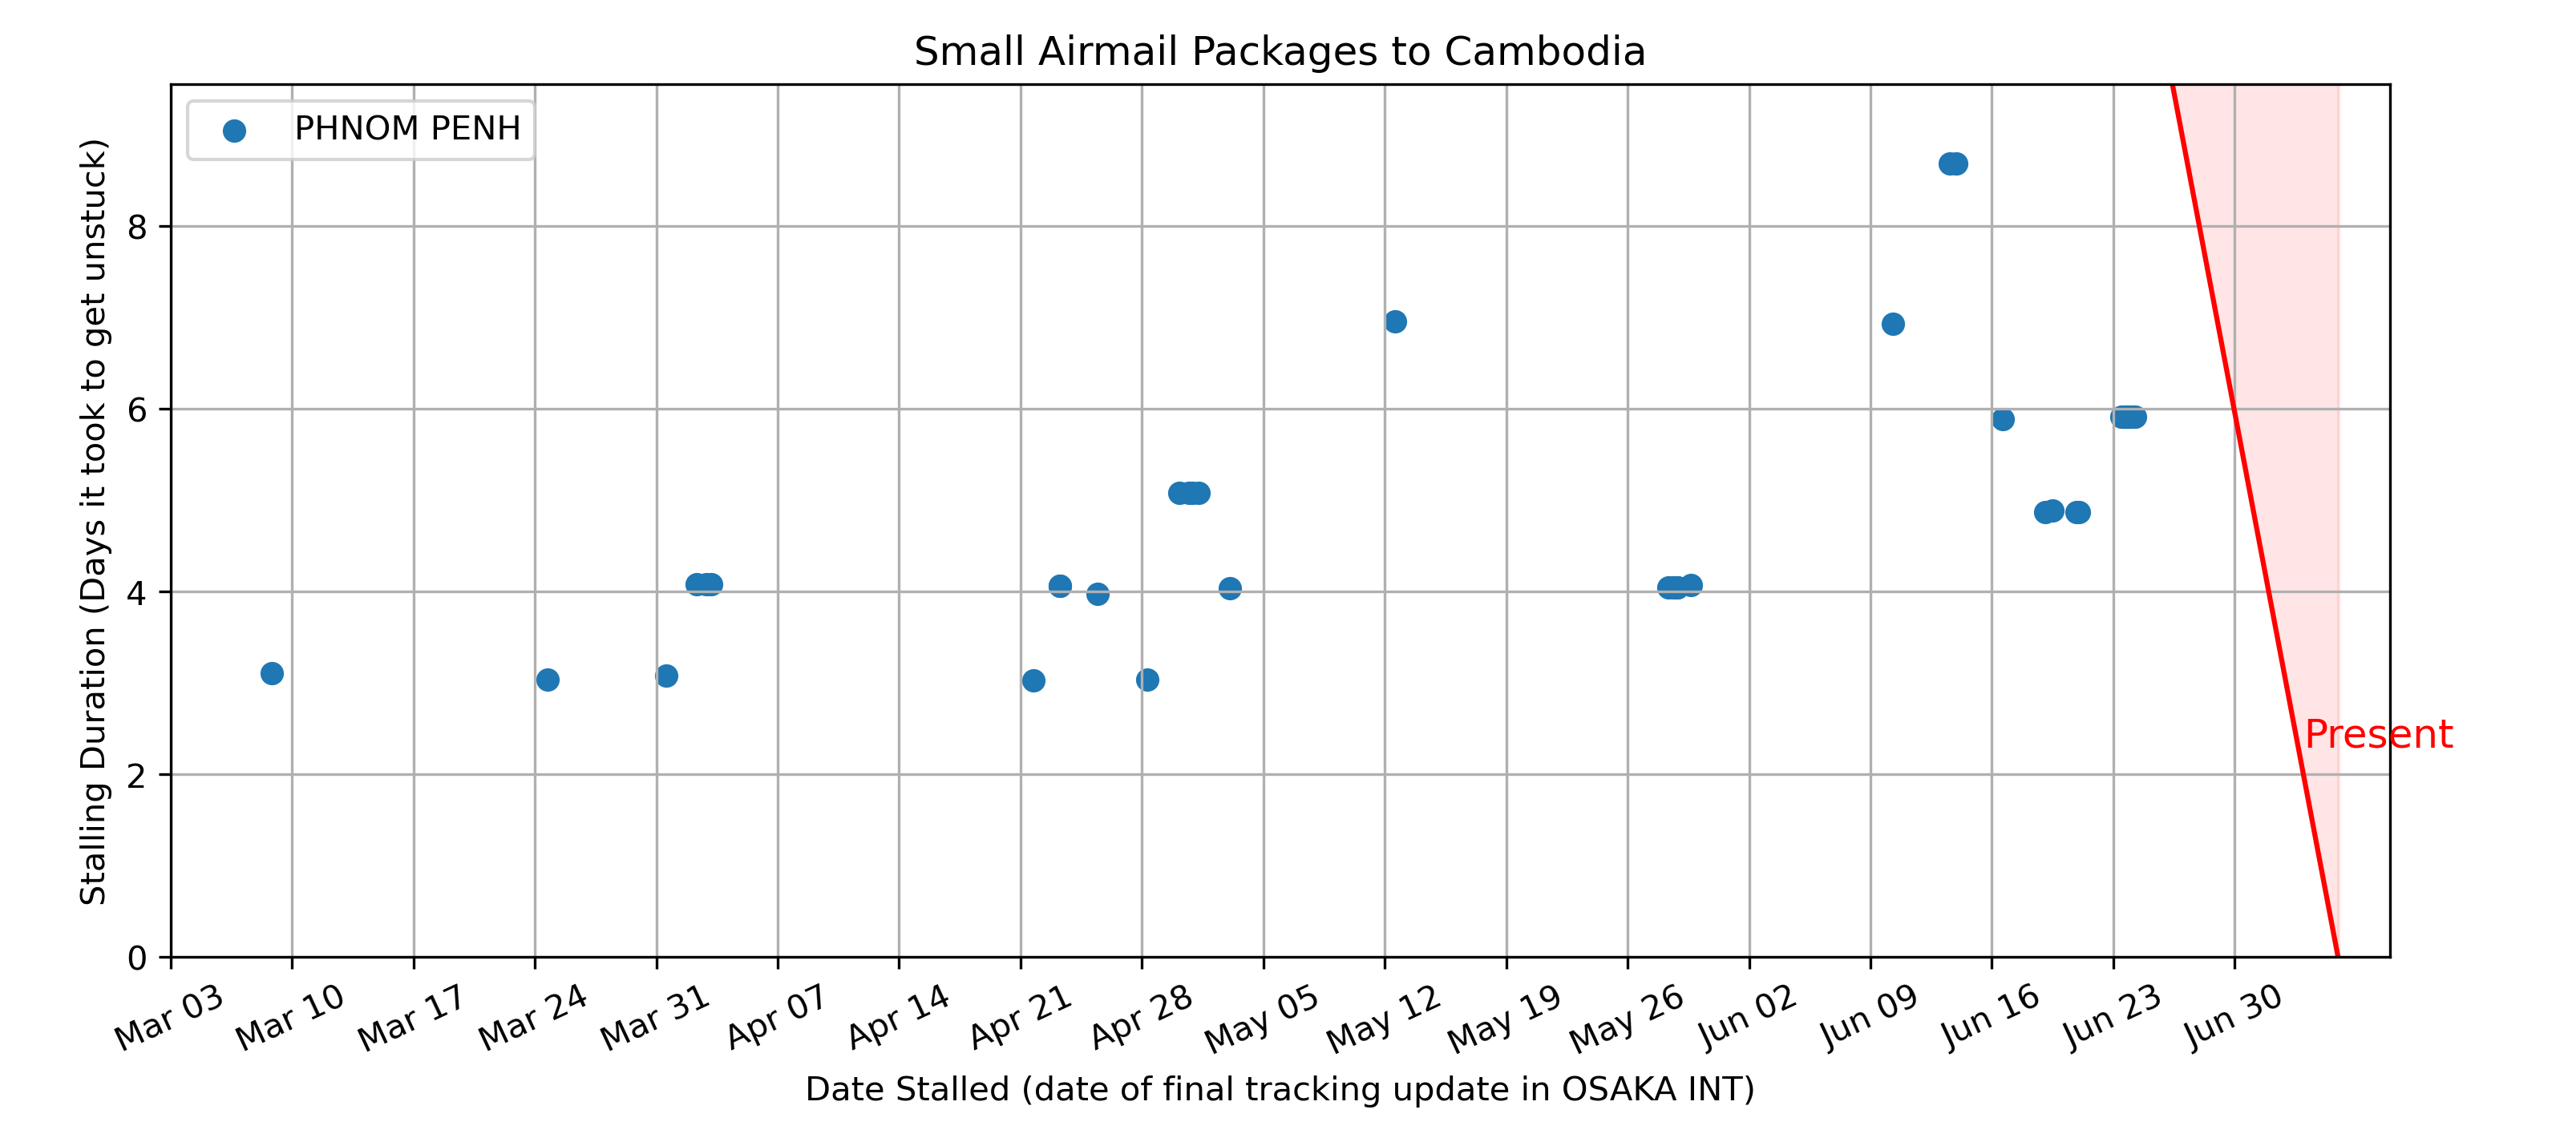 Small Airmail Packages to Cambodia
PHNOM PENH
Stalling Duration (Days it took to get unstuck)
8
6
4
2
0
Present
Mar 03
Mar 10
Mar 17
Mar 24
Mar 31
Apr 07
Apr 14
Apr 21
Apr 28
May 05
May 12
May 19
May 26
Jun 02
Jun 09
Jun 16
Jun 23
Jun 30
Date Stalled (date of final tracking update in OSAKA INT)